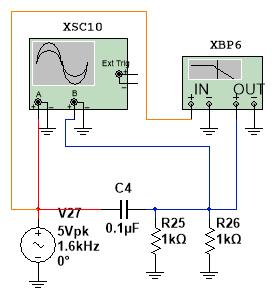 XSC10
XBP6
Ext Trig
+
A
B
IN
OUT
+
-
+
-
+
-
+
-
V27
5Vpk
1.6kHz
0°
C4
0.1µF
R25
1kΩ
R26
1kΩ